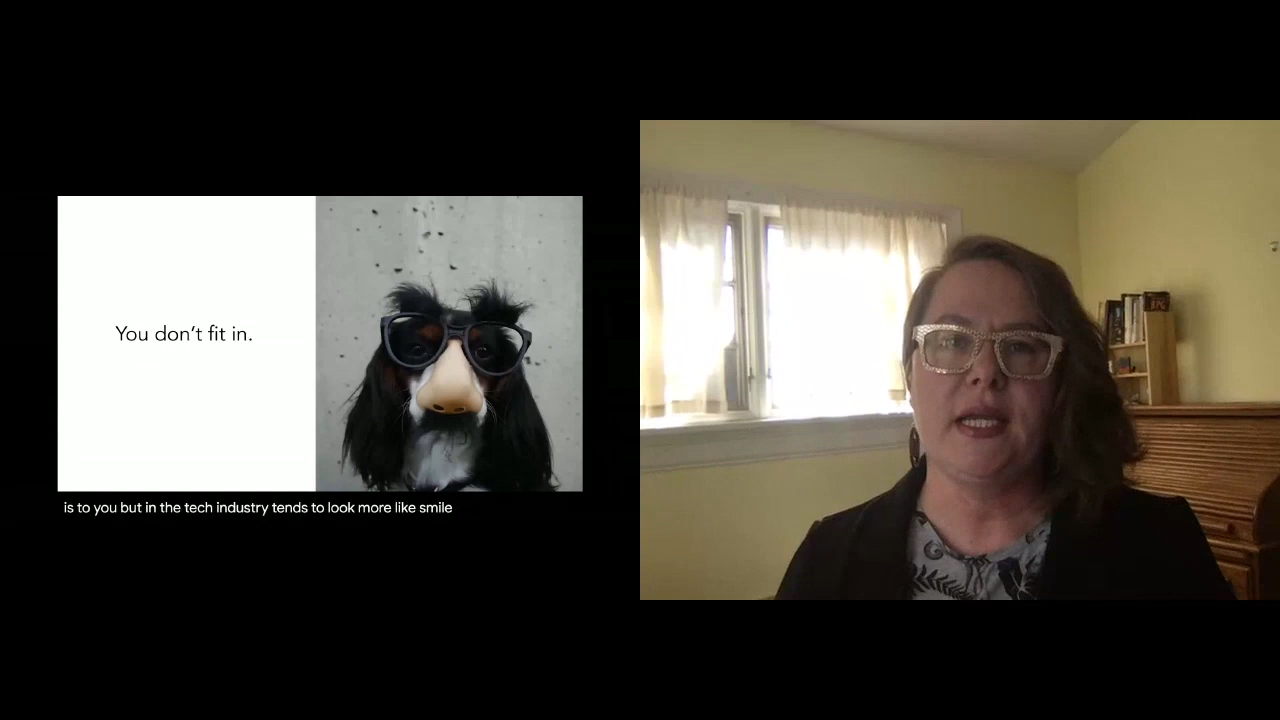 You don’t fit in.
is to you but in the tech industry tends to look more like smile